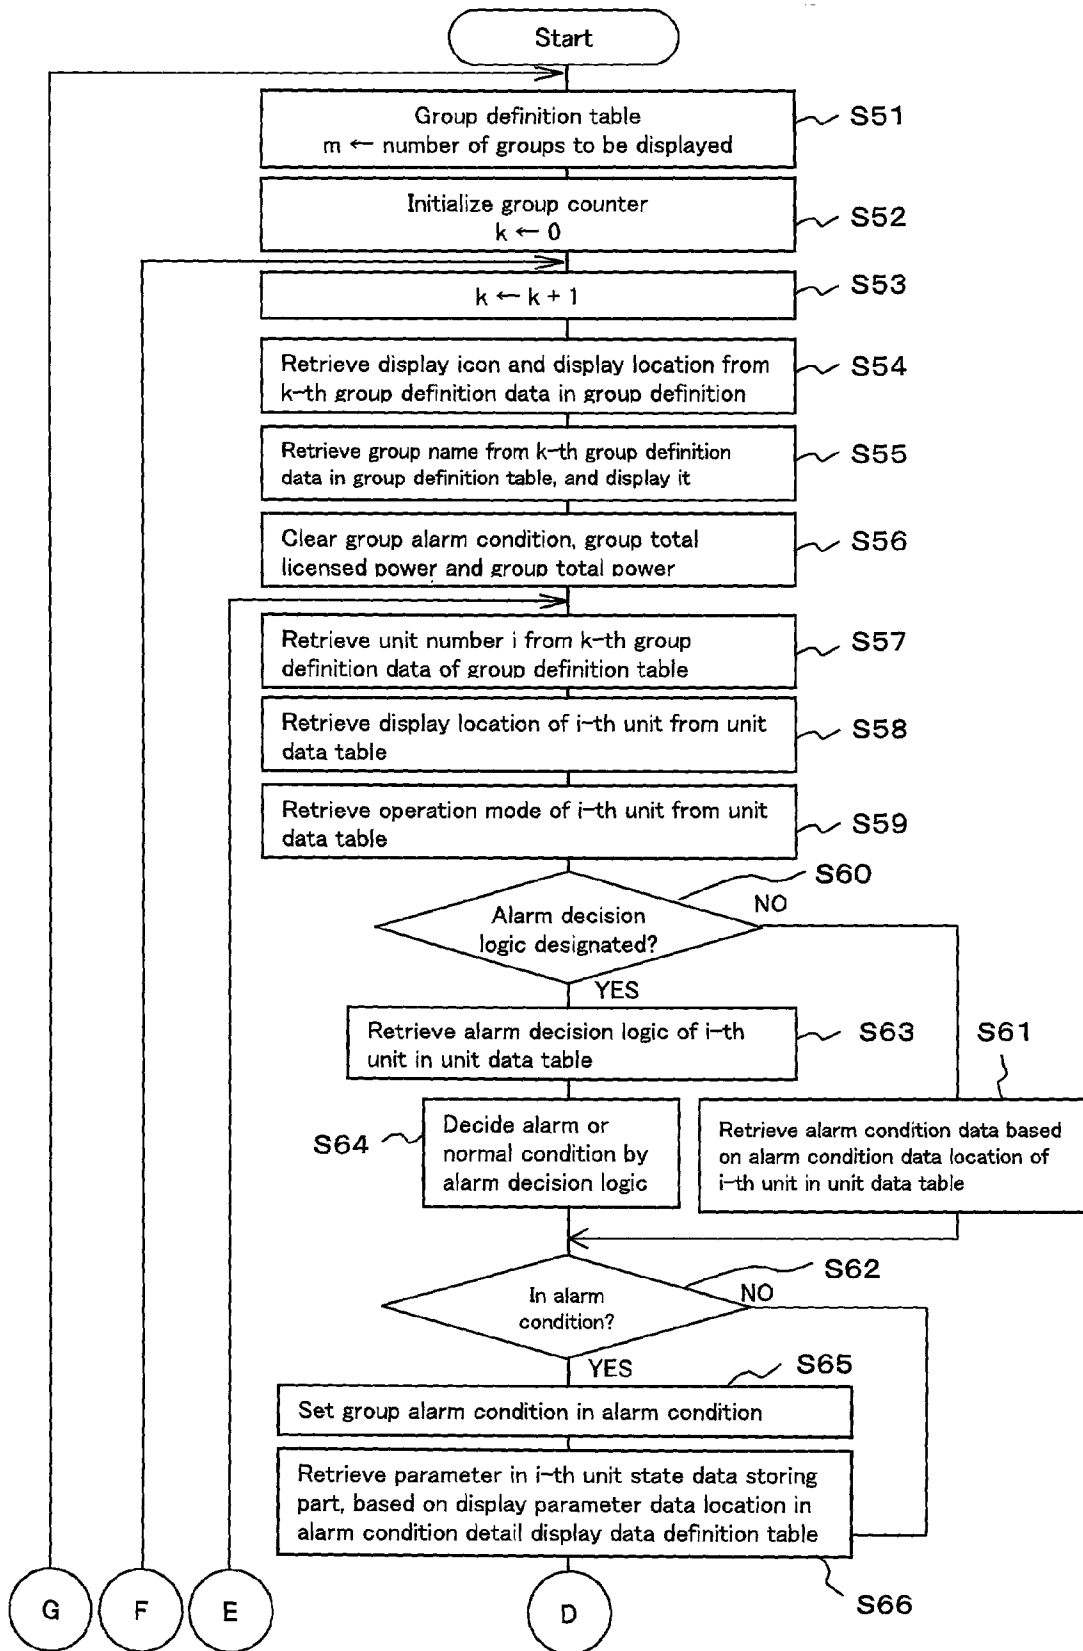 Start
Group definition table
m ← number of groups to be displayed
S51
Initialize group counter
k ← 0
S52
k ← k + 1
S53
Retrieve display icon and display location from
k-th group definition data in group definition
S54
Retrieve group name from k-th group definition
data in group definition table, and display it
S55
Clear group alarm condition, group total
licensed power and group total power
S56
Retrieve unit number i from k-th group
definition data of group definition table
S57
Retrieve display location of i-th unit from unit
data table
S58
Retrieve operation mode of i-th unit from unit
data table
S59
S60
Alarm decision
logic designated?
NO
YES
Retrieve alarm decision logic of i-th
unit in unit data table
S63
S61
S64
Decide alarm or
normal condition by
alarm decision logic
Retrieve alarm condition data based
on alarm condition data location of
i-th unit in unit data table
S62
In alarm
condition?
NO
YES
S65
Set group alarm condition in alarm condition
Retrieve parameter in i-th unit state data storing
part, based on display parameter data location in
alarm condition detail display data definition table
S66
G
F
E
D